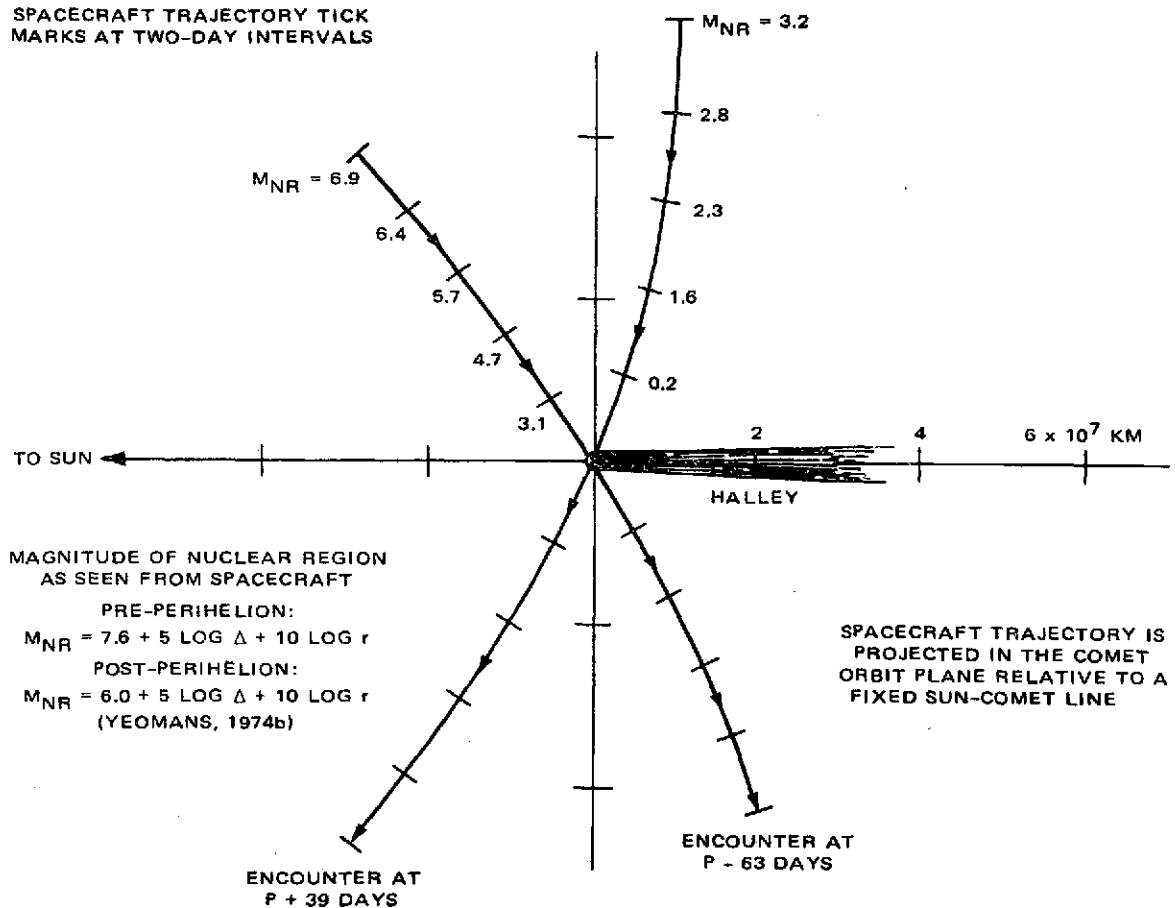 SPACECRAFT TRAJECTORY TICK
MARKS AT TWO-DAY INTERVALS
M_NR = 3.2
2.8
2.3
1.6
0.2
M_NR = 6.9
6.4
5.7
4.7
3.1
TO SUN
2
4
6 x 10^7 KM
HALLEY
MAGNITUDE OF NUCLEAR REGION
AS SEEN FROM SPACECRAFT
PRE-PERIHELION:
M_NR = 7.6 + 5 LOG Δ + 10 LOG r
POST-PERIHELION:
M_NR = 6.0 + 5 LOG Δ + 10 LOG r
(YEOMANS, 1974b)
SPACECRAFT TRAJECTORY IS
PROJECTED IN THE COMET
ORBIT PLANE RELATIVE TO A
FIXED SUN-COMET LINE
ENCOUNTER AT
P - 63 DAYS
ENCOUNTER AT
P + 39 DAYS